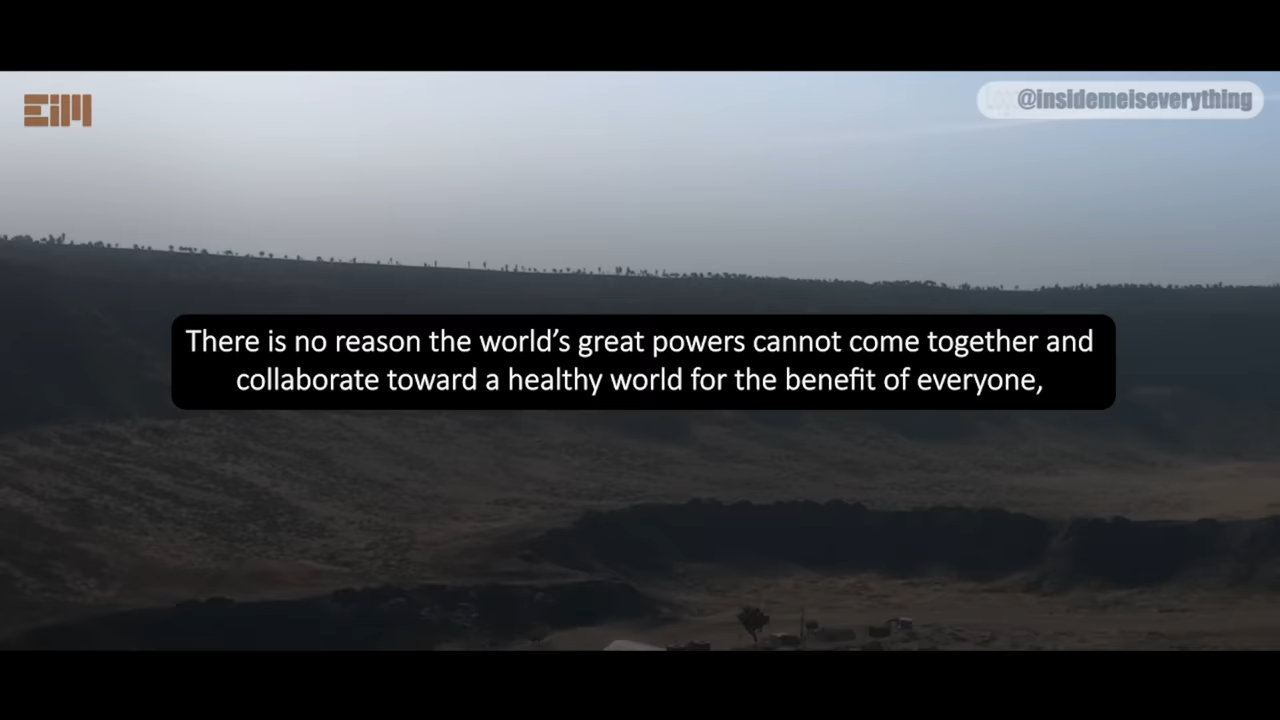 EiM
@insidemeiseverything
There is no reason the world’s great powers cannot come together and
collaborate toward a healthy world for the benefit of everyone,